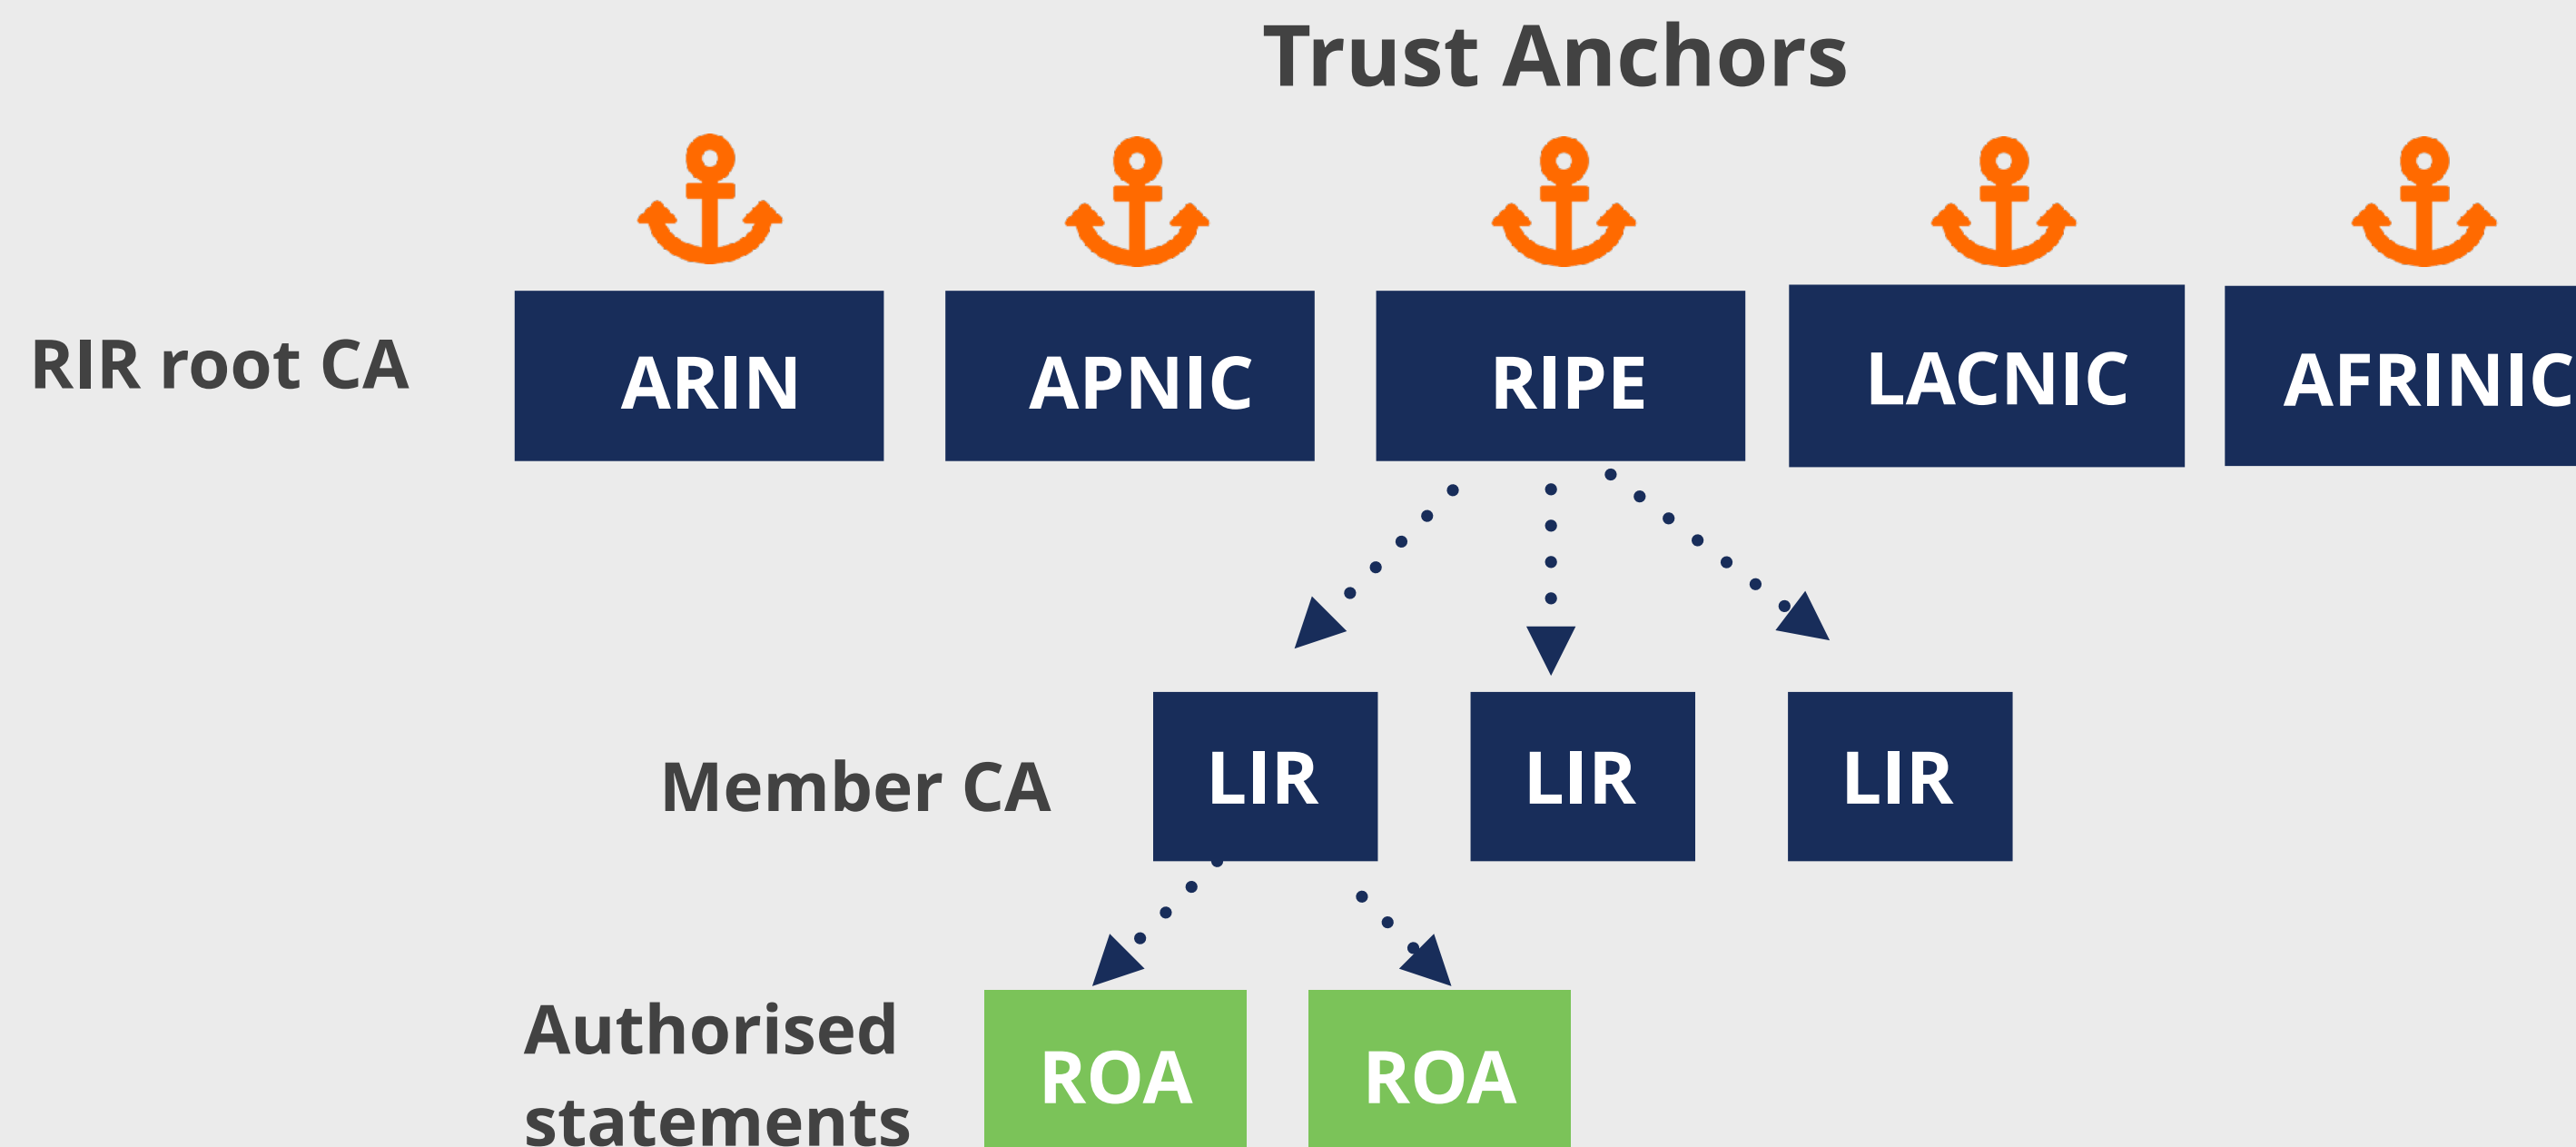 Trust Anchors
RIR root CA
ARIN
APNIC
RIPE
LACNIC
AFRINIC
Member CA
LIR
LIR
LIR
Authorised
statements
ROA
ROA